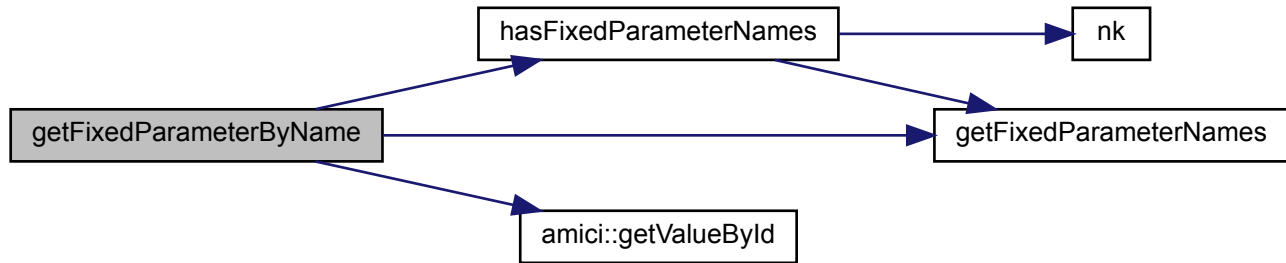 hasFixedParameterNames
nk
getFixedParameterByName
getFixedParameterNames
amici::getValueById